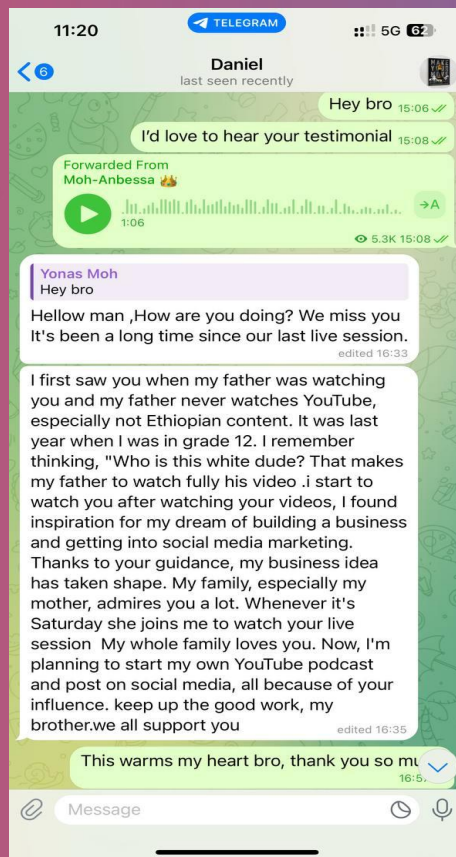 11:20
TELEGRAM
5G 62
6
Daniel
last seen recently
Hey bro 15:06
I'd love to hear your testimonial 15:08
Forwarded From
Moh-Anbessa
→A
1:06
5.3K 15:08
Yonas Moh
Hey bro
Hellow man ,How are you doing? We miss you
It's been a long time since our last live session.
edited 16:33
I first saw you when my father was watching
you and my father never watches YouTube,
especially not Ethiopian content. It was last
year when I was in grade 12. I remember
thinking, "Who is this white dude? That makes
my father to watch fully his video .i start to
watch you after watching your videos, I found
inspiration for my dream of building a business
and getting into social media marketing.
Thanks to your guidance, my business idea
has taken shape. My family, especially my
mother, admires you a lot. Whenever it's
Saturday she joins me to watch your live
session My whole family loves you. Now, I'm
planning to start my own YouTube podcast
and post on social media, all because of your
influence. keep up the good work, my
brother.we all support you
edited 16:35
This warms my heart bro, thank you so
Message